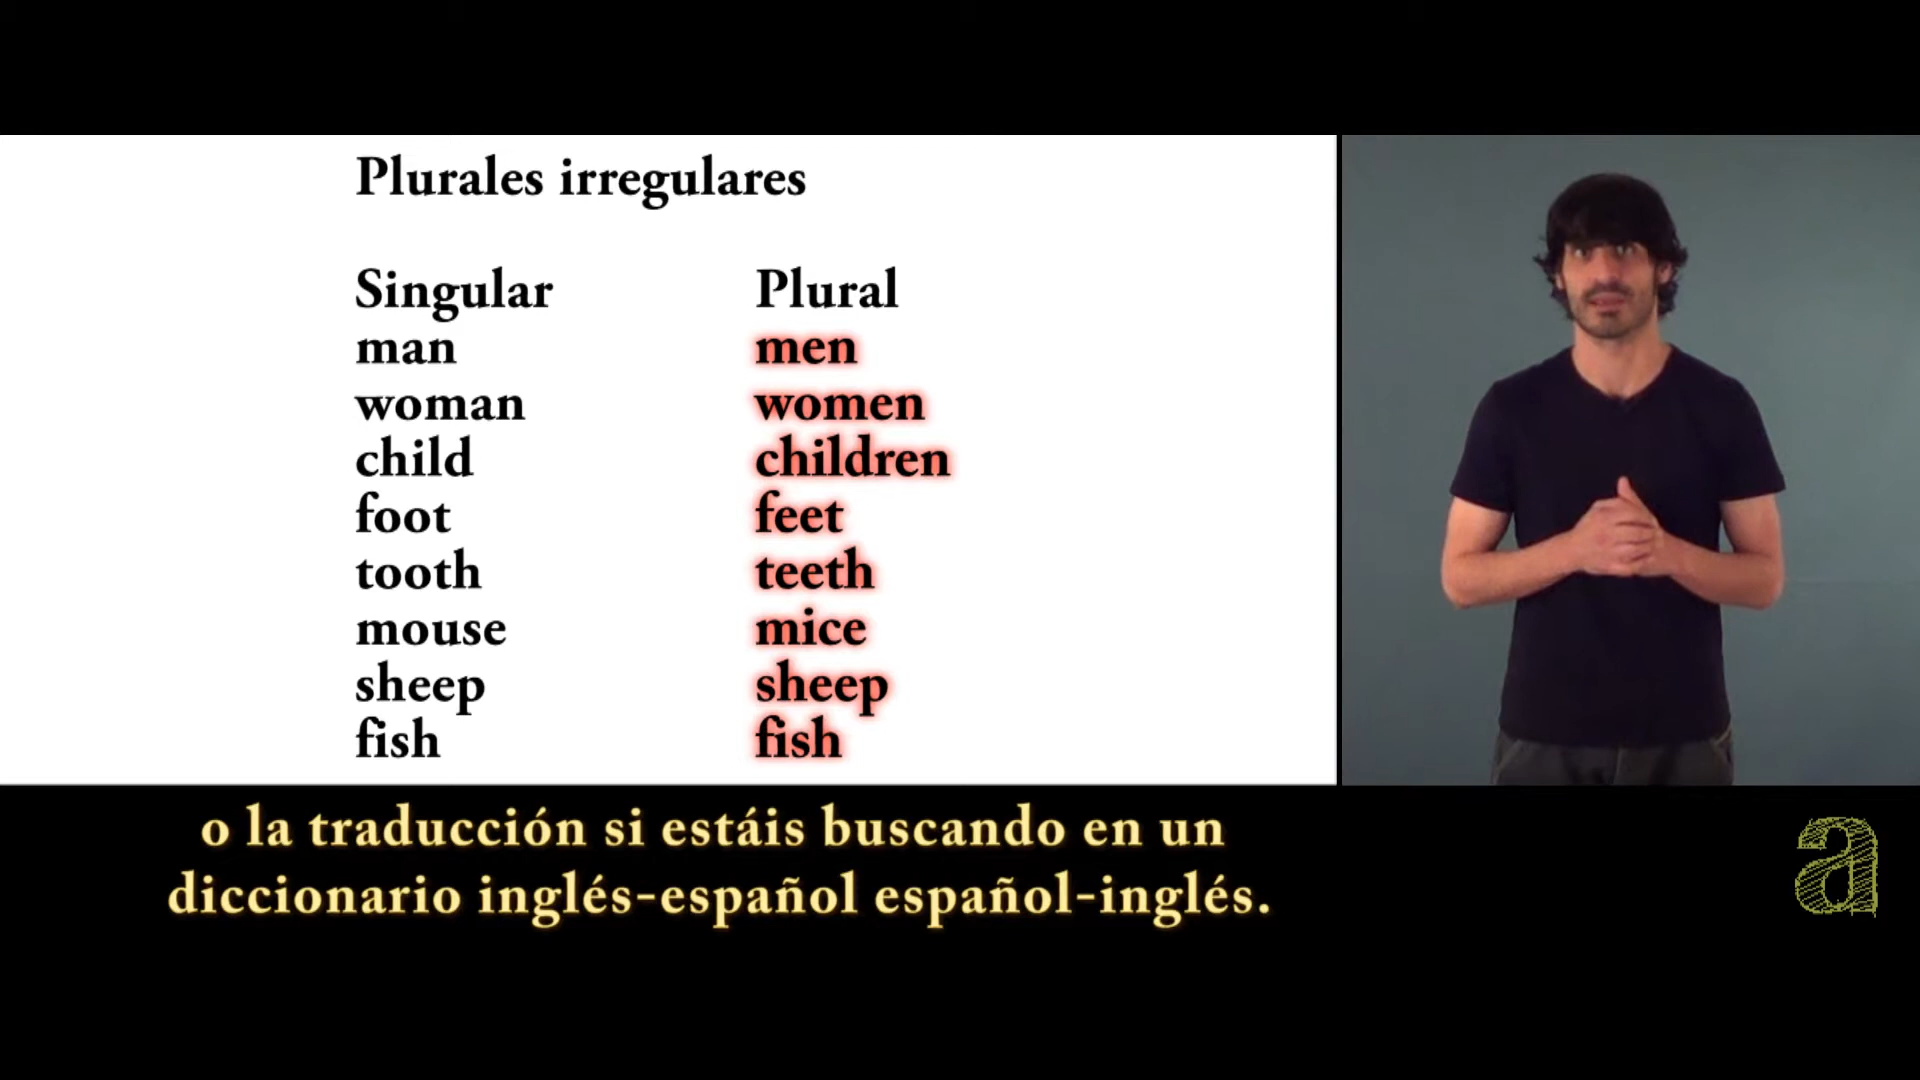 Plurales irregulares
Singular Plural
man men
woman women
child children
foot feet
tooth teeth
mouse mice
sheep sheep
fish fish
o la traducción si estáis buscando en un
diccionario inglés-español español-inglés.
a